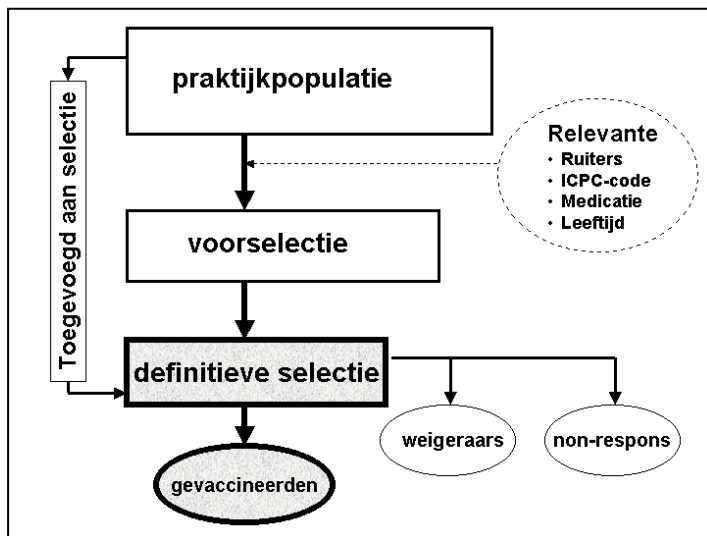 praktijkpopulatie
Toegevoegd aan selectie
Relevante
• Ruiters
• ICPC-code
• Medicatie
• Leeftijd
voorselectie
definitieve selectie
weigeraars
non-respons
gevaccineerden